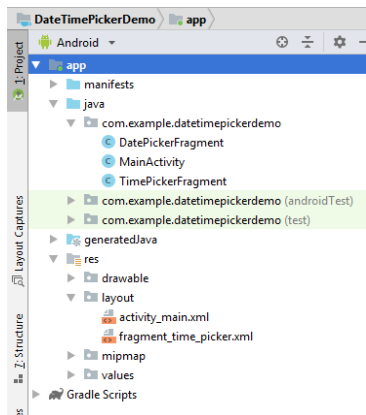 DateTimePickerDemo app
Android
1: Project
app
manifests
java
com.example.datetimepickerdemo
DatePickerFragment
MainActivity
TimePickerFragment
com.example.datetimepickerdemo (androidTest)
com.example.datetimepickerdemo (test)
Layout Captures
generatedJava
res
drawable
layout
activity_main.xml
fragment_time_picker.xml
Z: Structure
mipmap
values
Gradle Scripts